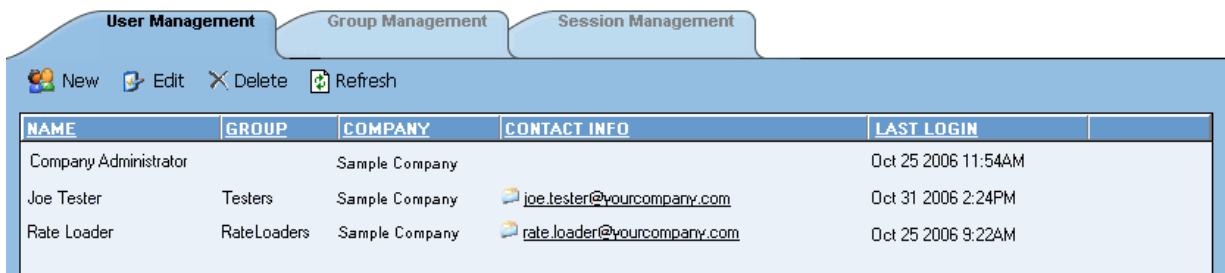 User Management Group Management Session Management
New Edit Delete Refresh
NAME GROUP COMPANY CONTACT INFO LAST LOGIN
Company Administrator Sample Company Oct 25 2006 11:54AM
Joe Tester Testers Sample Company joe.tester@yourcompany.com Oct 31 2006 2:24PM
Rate Loader RateLoaders Sample Company rate.loader@yourcompany.com Oct 25 2006 9:22AM